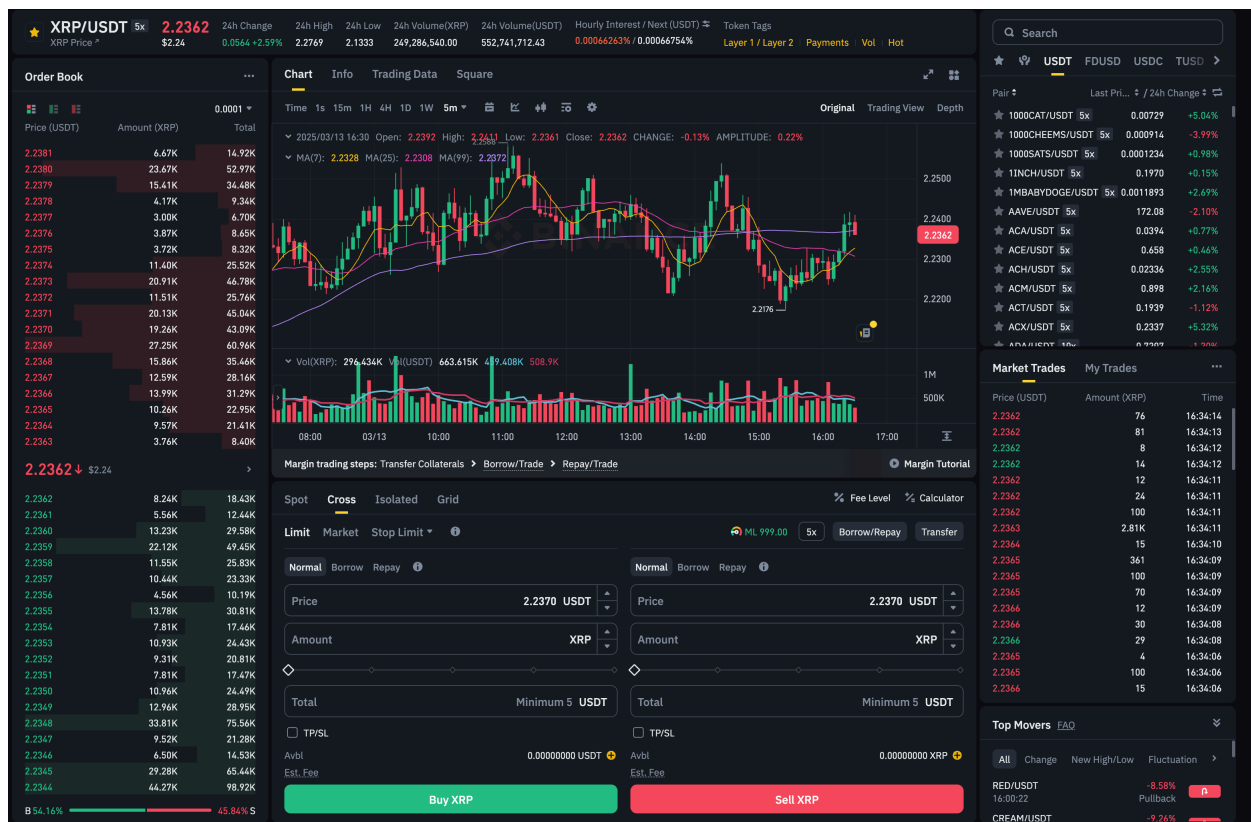 XRP/USDT 5x 2.2362
XRP Price $2.24
24h Change 24h High 24h Low 24h Volume(XRP) 24h Volume(USDT) Hourly Interest / Next (USDT) Token Tags
0.0564 +2.59% 2.2769 2.1333 249,286,540.00 552,741,712.43 0.00066263% / 0.00066754% Layer 1 / Layer 2 Payments Vol Hot
Order Book
0.0001
Price (USDT) Amount (XRP) Total
2.2381 6.67K 14.92K
2.2380 23.67K 52.97K
2.2379 15.41K 34.48K
2.2378 4.17K 9.34K
2.2377 3.00K 6.70K
2.2376 3.87K 8.65K
2.2375 3.72K 8.32K
2.2374 11.40K 25.52K
2.2373 20.91K 46.78K
2.2372 11.51K 25.76K
2.2371 20.13K 45.04K
2.2370 19.26K 43.09K
2.2369 27.25K 60.96K
2.2368 15.86K 35.46K
2.2367 12.59K 28.16K
2.2366 13.99K 31.29K
2.2365 10.26K 22.95K
2.2364 9.57K 21.41K
2.2363 3.76K 8.40K
2.2362 $2.24
2.2362 8.24K 18.43K
2.2361 5.56K 12.44K
2.2360 13.23K 29.58K
2.2359 22.12K 49.45K
2.2358 11.55K 25.83K
2.2357 10.44K 23.33K
2.2356 4.56K 10.19K
2.2355 13.78K 30.81K
2.2354 7.81K 17.46K
2.2353 10.93K 24.43K
2.2352 9.31K 20.81K
2.2351 7.81K 17.47K
2.2350 10.96K 24.49K
2.2349 12.96K 28.95K
2.2348 33.81K 75.56K
2.2347 9.52K 21.28K
2.2346 6.50K 14.53K
2.2345 29.28K 65.44K
2.2344 44.27K 98.92K
B 54.16% 45.84% S
Chart Info Trading Data Square
Time 1s 15m 1H 4H 1D 1W 5m
Original Trading View Depth
2025/03/13 16:30 Open: 2.2392 High: 2.2411 Low: 2.2361 Close: 2.2362 CHANGE: -0.13% AMPLITUDE: 0.22%
MA(7): 2.2328 MA(25): 2.2308 MA(99): 2.2372
2.2500
2.2400
2.2362
2.2300
2.2200
2.2176
Vol(XRP): 296.434K Vol(USDT) 663.615K 459.408K 508.9K
1M
500K
08:00 03/13 10:00 11:00 12:00 13:00 14:00 15:00 16:00 17:00
Margin trading steps: Transfer Collaterals > Borrow/Trade > Repay/Trade
Margin Tutorial
Spot Cross Isolated Grid
Fee Level Calculator
Limit Market Stop Limit
ML 999.00 5x Borrow/Repay Transfer
Normal Borrow Repay
Price 2.2370 USDT
Amount XRP
Total Minimum 5 USDT
TP/SL
Avbl 0.00000000 USDT
Est. Fee
Buy XRP
Normal Borrow Repay
Price 2.2370 USDT
Amount XRP
Total Minimum 5 USDT
TP/SL
Avbl 0.00000000 XRP
Est. Fee
Sell XRP
Search
USDT FDUSD USDC TUSD
Pair Last Pri... / 24h Change
1000CAT/USDT 5x 0.00729 +5.04%
1000CHEEMS/USDT 5x 0.000914 -3.99%
1000SATS/USDT 5x 0.0001234 +0.98%
1INCH/USDT 5x 0.1970 +0.15%
1MBABYDOGE/USDT 5x 0.0011893 +2.69%
AAVE/USDT 5x 172.08 -2.10%
ACA/USDT 5x 0.0394 +0.77%
ACE/USDT 5x 0.658 +0.46%
ACH/USDT 5x 0.02336 +2.55%
ACM/USDT 5x 0.898 +2.16%
ACT/USDT 5x 0.1939 -1.12%
ACX/USDT 5x 0.2337 +5.32%
Market Trades My Trades
Price (USDT) Amount (XRP) Time
2.2362 76 16:34:14
2.2362 81 16:34:13
2.2362 8 16:34:12
2.2362 14 16:34:12
2.2362 12 16:34:11
2.2362 24 16:34:11
2.2362 100 16:34:11
2.2363 2.81K 16:34:11
2.2364 15 16:34:10
2.2365 361 16:34:09
2.2365 100 16:34:09
2.2365 70 16:34:09
2.2366 12 16:34:09
2.2366 30 16:34:08
2.2366 29 16:34:08
2.2365 4 16:34:06
2.2365 100 16:34:06
2.2366 15 16:34:06
Top Movers FAQ
All Change New High/Low Fluctuation
RED/USDT -8.58%
16:00:22 Pullback
CREAM/USDT -9.26%